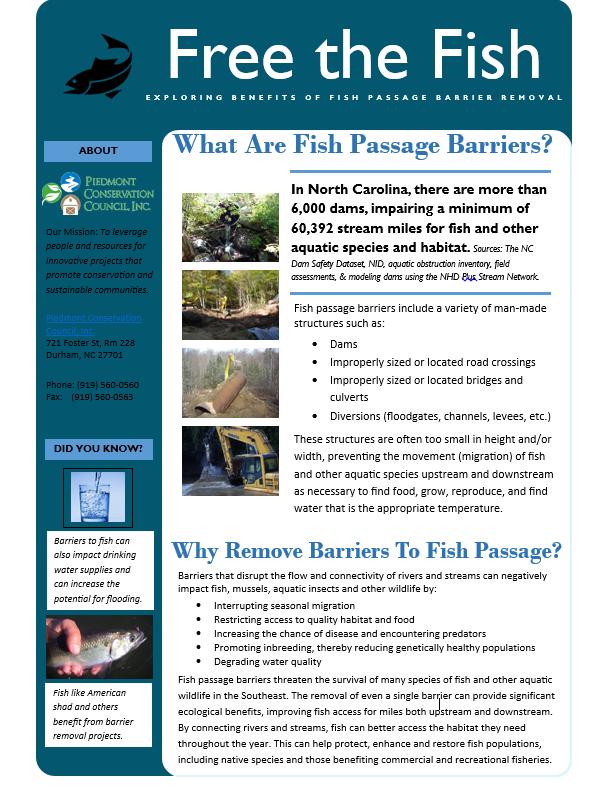 Free the Fish
EXPLORING BENEFITS OF FISH PASSAGE BARRIER REMOVAL
ABOUT
PIEDMONT
CONSERVATION
COUNCIL, INC.
Our Mission: To leverage
people and resources for
innovative projects that
promote conservation and
sustainable communities.
Piedmont Conservation
Council, Inc.
721 Foster St, Rm 228
Durham, NC 27701
Phone: (919) 560-0560
Fax: (919) 560-0563
DID YOU KNOW?
Barriers to fish can
also impact drinking
water supplies and
can increase the
potential for flooding.
Fish like American
shad and others
benefit from barrier
removal projects.
What Are Fish Passage Barriers?
In North Carolina, there are more than
6,000 dams, impairing a minimum of
60,392 stream miles for fish and other
aquatic species and habitat. Sources: The NC
Dam Safety Dataset, NID, aquatic obstruction inventory, field
assessments, & modeling dams using the NHD Plus Stream Network.
Fish passage barriers include a variety of man-made
structures such as:
• Dams
• Improperly sized or located road crossings
• Improperly sized or located bridges and
culverts
• Diversions (floodgates, channels, levees, etc.)
These structures are often too small in height and/or
width, preventing the movement (migration) of fish
and other aquatic species upstream and downstream
as necessary to find food, grow, reproduce, and find
water that is the appropriate temperature.
Why Remove Barriers To Fish Passage?
Barriers that disrupt the flow and connectivity of rivers and streams can negatively
impact fish, mussels, aquatic insects and other wildlife by:
• Interrupting seasonal migration
• Restricting access to quality habitat and food
• Increasing the chance of disease and encountering predators
• Promoting inbreeding, thereby reducing genetically healthy populations
• Degrading water quality
Fish passage barriers threaten the survival of many species of fish and other aquatic
wildlife in the Southeast. The removal of even a single barrier can provide significant
ecological benefits, improving fish access for miles both upstream and downstream.
By connecting rivers and streams, fish can better access the habitat they need
throughout the year. This can help protect, enhance and restore fish populations,
including native species and those benefiting commercial and recreational fisheries.